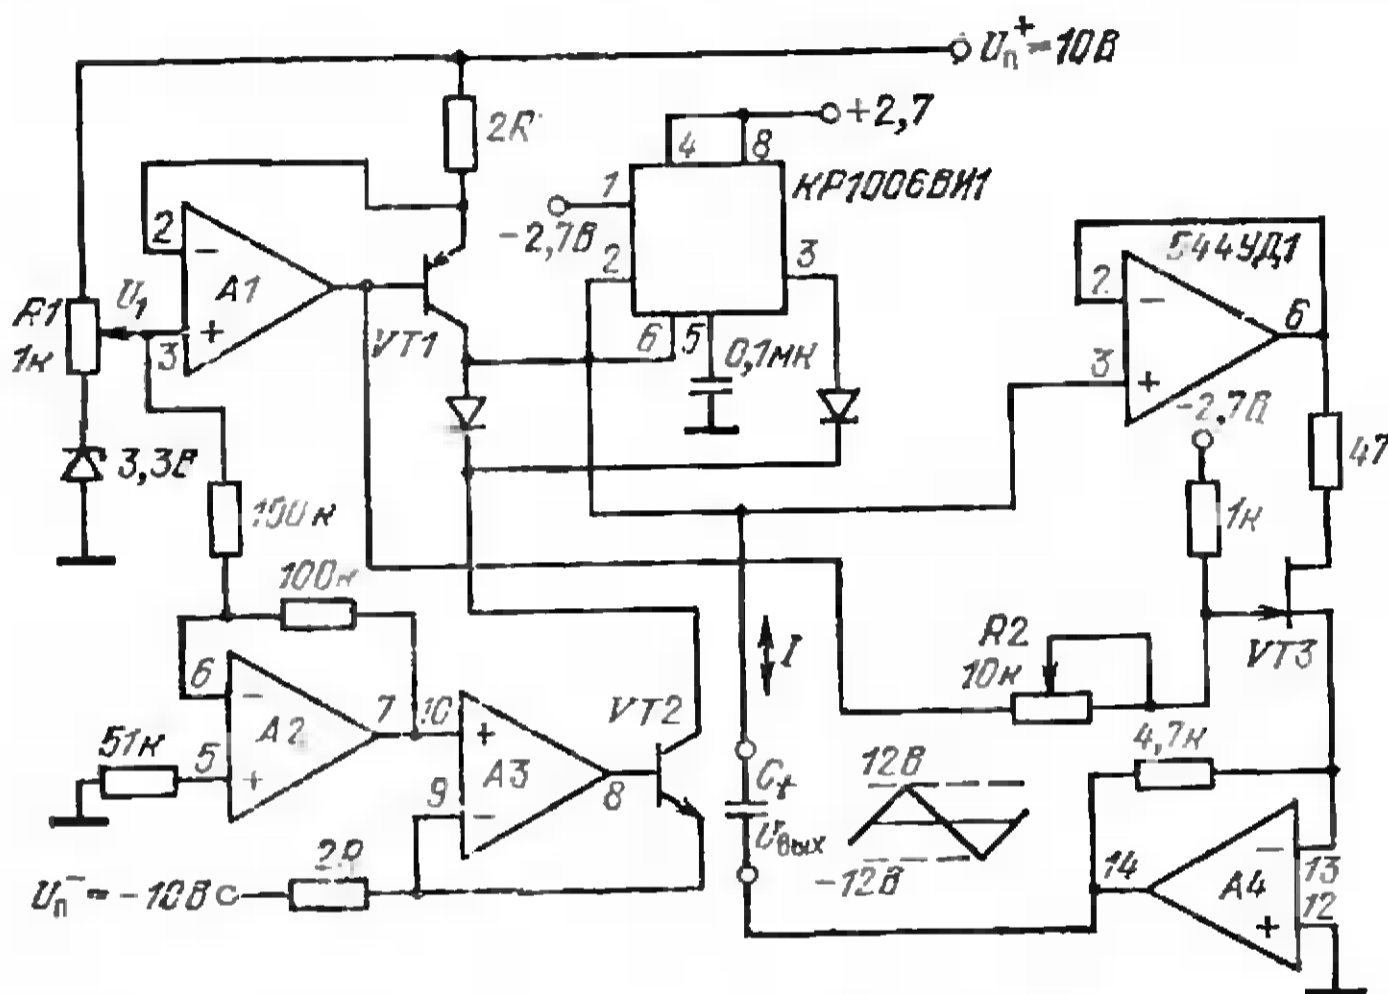 Uп⁺ = 10В
2R
+2,7
4 8
КР1006ВИ1
1
-2,7В
2
3
6 5
0,1мк
2
A1
3
U1
R1
1к
VT1
3,3В
100к
100к
544УД1
2
6
3
-2,7В
47
1к
VT3
R2
10к
I
6
A2
7
5
51к
10
A3
9
8
VT2
2R
Uп⁻ = -10В
Ct
Uвых
12В
-12В
4,7к
14
A4
13
12